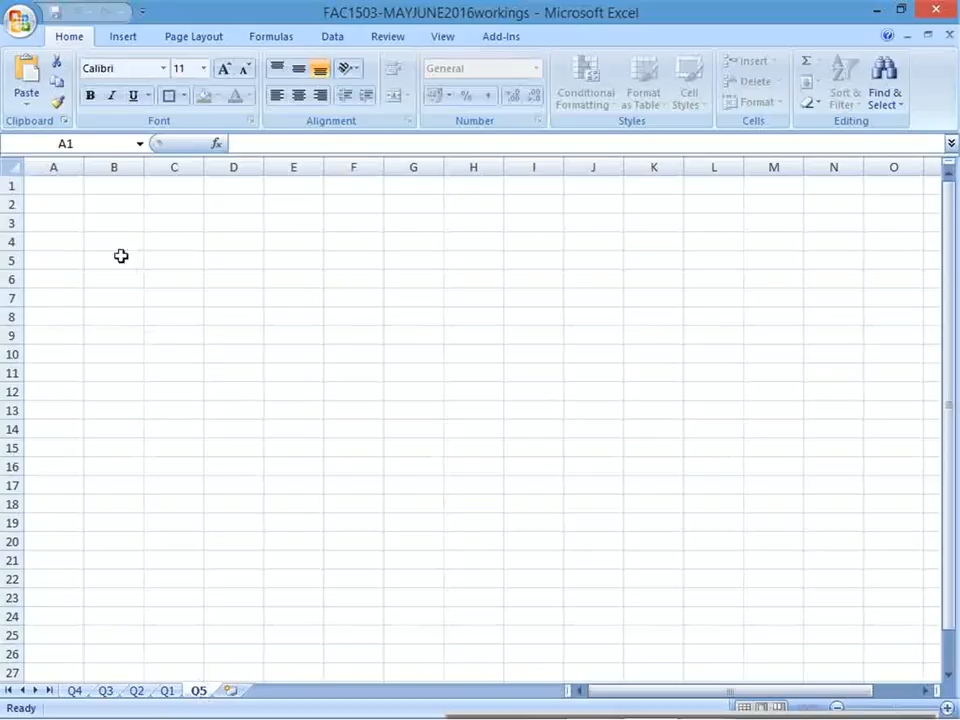 FAC1503-MAYJUNE2016workings - Microsoft Excel
Home Insert Page Layout Formulas Data Review View Add-Ins
Paste
Calibri 11
B I U
General
%
Conditional Formatting
Format as Table
Cell Styles
Insert
Delete
Format
Σ
Sort & Filter
Find & Select
Clipboard Font Alignment Number Styles Cells Editing
A1 fx
A B C D E F G H I J K L M N O
1
2
3
4
5
6
7
8
9
10
11
12
13
14
15
16
17
18
19
20
21
22
23
24
25
26
27
Q4 Q3 Q2 Q1 Q5
Ready